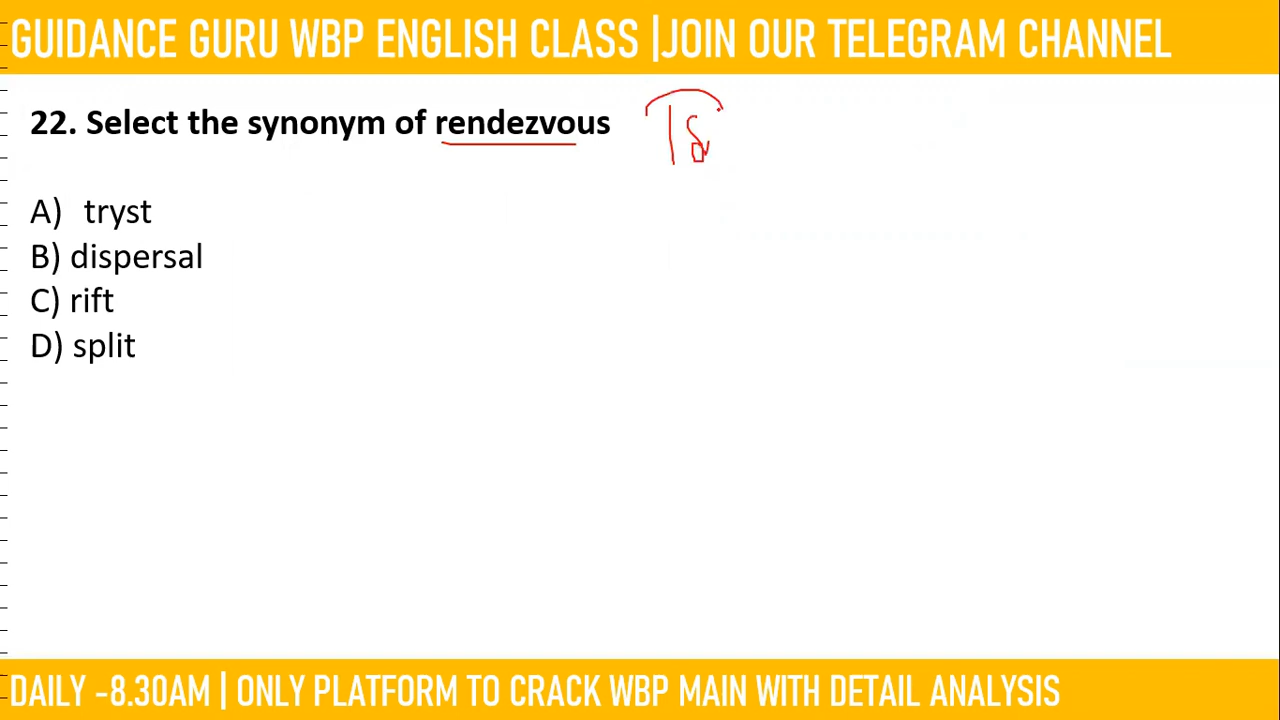 GUIDANCE GURU WBP ENGLISH CLASS |JOIN OUR TELEGRAM CHANNEL
22. Select the synonym of rendezvous
A) tryst
B) dispersal
C) rift
D) split
DAILY -8.30AM | ONLY PLATFORM TO CRACK WBP MAIN WITH DETAIL ANALYSIS